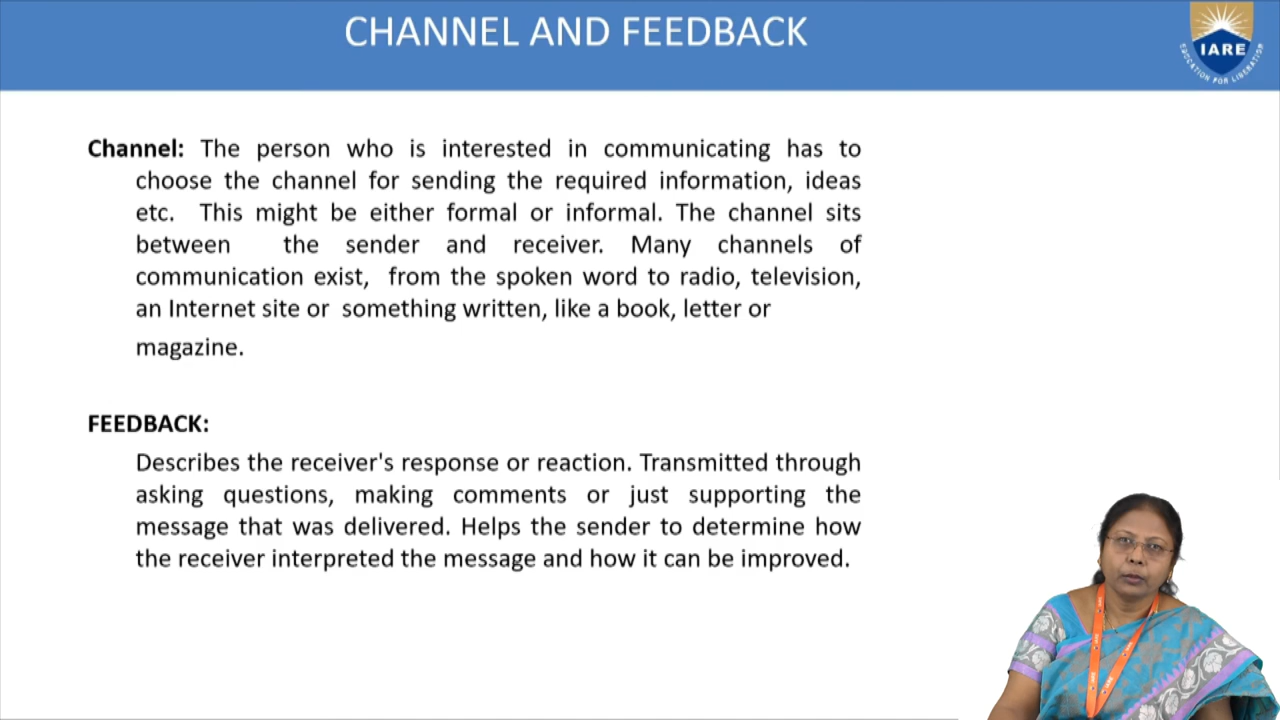 CHANNEL AND FEEDBACK
IARE
EDUCATION FOR LIBERATION
Channel: The person who is interested in communicating has to
choose the channel for sending the required information, ideas
etc. This might be either formal or informal. The channel sits
between the sender and receiver. Many channels of
communication exist, from the spoken word to radio, television,
an Internet site or something written, like a book, letter or
magazine.
FEEDBACK:
Describes the receiver's response or reaction. Transmitted through
asking questions, making comments or just supporting the
message that was delivered. Helps the sender to determine how
the receiver interpreted the message and how it can be improved.